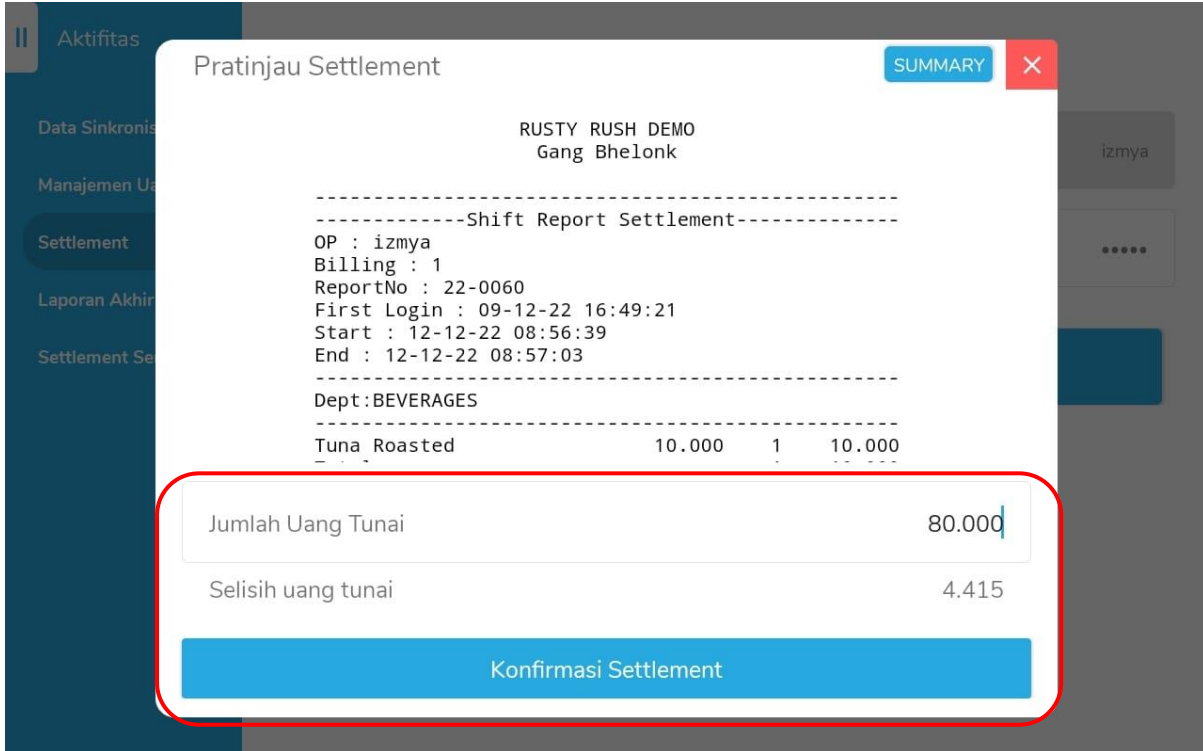 Aktifitas
Pratinjau Settlement
SUMMARY
Data Sinkronis
Manajemen Ua
Settlement
Laporan Akhir
Settlement Se
izmya
•••••
RUSTY RUSH DEMO
Gang Bhelonk
--------------------------------------------------
-------------Shift Report Settlement--------------
OP : izmya
Billing : 1
ReportNo : 22-0060
First Login : 09-12-22 16:49:21
Start : 12-12-22 08:56:39
End : 12-12-22 08:57:03
--------------------------------------------------
Dept:BEVERAGES
--------------------------------------------------
Tuna Roasted 10.000 1 10.000
Jumlah Uang Tunai 80.000
Selisih uang tunai 4.415
Konfirmasi Settlement